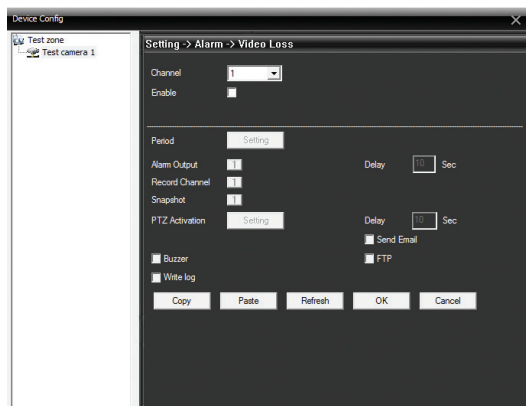 Device Config
Test zone
Test camera 1
Setting -> Alarm -> Video Loss
Channel 1
Enable
Period Setting
Alarm Output 1 Delay 10 Sec
Record Channel 1
Snapshot 1
PTZ Activation Setting Delay 10 Sec
Send Email
Buzzer FTP
Write log
Copy Paste Refresh OK Cancel